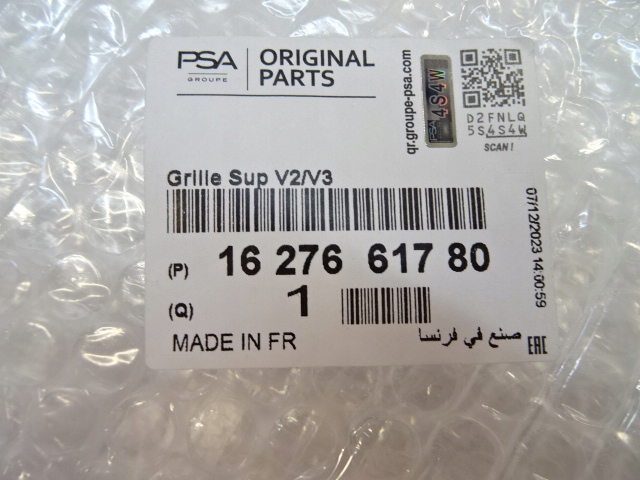 PSA
GROUPE
ORIGINAL
PARTS
qr.groupe-psa.com
PSA 4S4W
D2FNLQ
5S4S4W
SCAN!
Grille Sup V2/V3
(P) 16 276 617 80
(Q) 1
MADE IN FR
صنع في فرنسا
EAC
07/12/2023 14:00:59